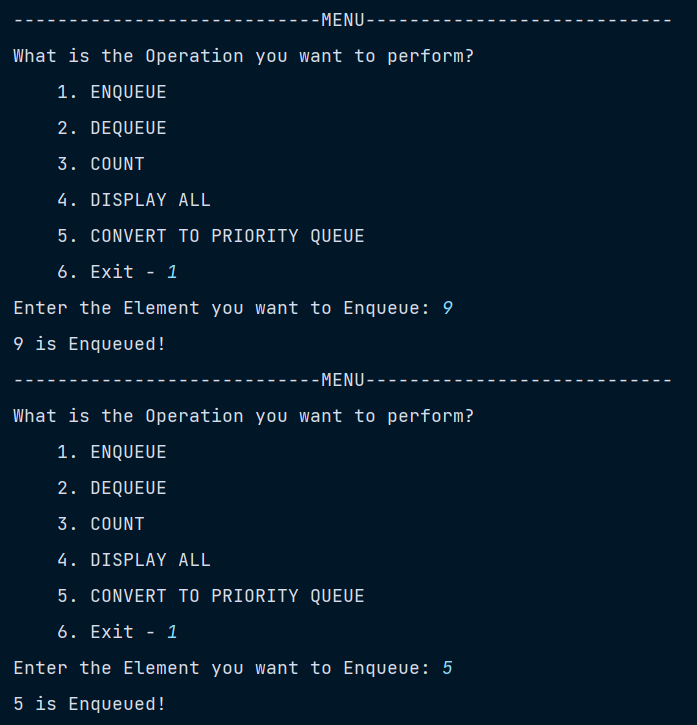 ----------------------------MENU----------------------------
What is the Operation you want to perform?
    1. ENQUEUE
    2. DEQUEUE
    3. COUNT
    4. DISPLAY ALL
    5. CONVERT TO PRIORITY QUEUE
    6. Exit - 1
Enter the Element you want to Enqueue: 9
9 is Enqueued!
----------------------------MENU----------------------------
What is the Operation you want to perform?
    1. ENQUEUE
    2. DEQUEUE
    3. COUNT
    4. DISPLAY ALL
    5. CONVERT TO PRIORITY QUEUE
    6. Exit - 1
Enter the Element you want to Enqueue: 5
5 is Enqueued!